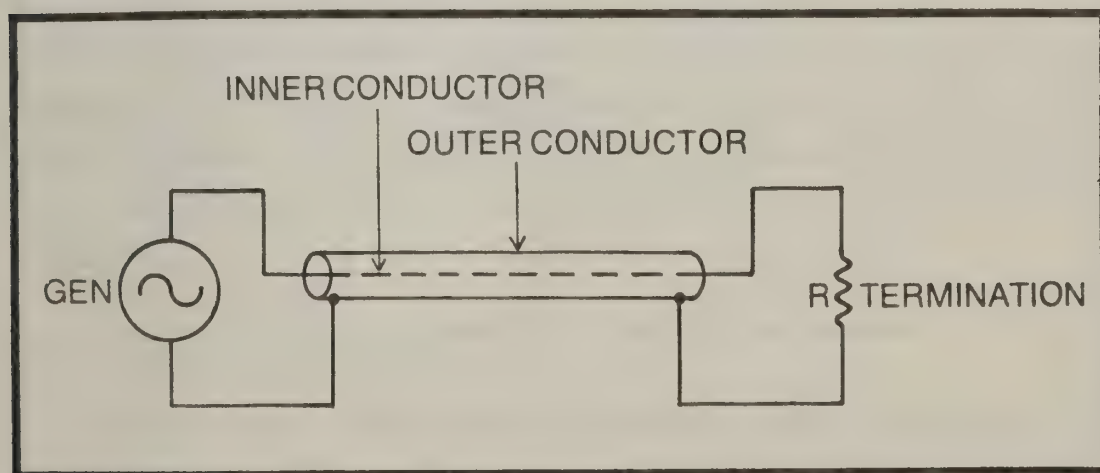 INNER CONDUCTOR
OUTER CONDUCTOR
GEN
R
TERMINATION